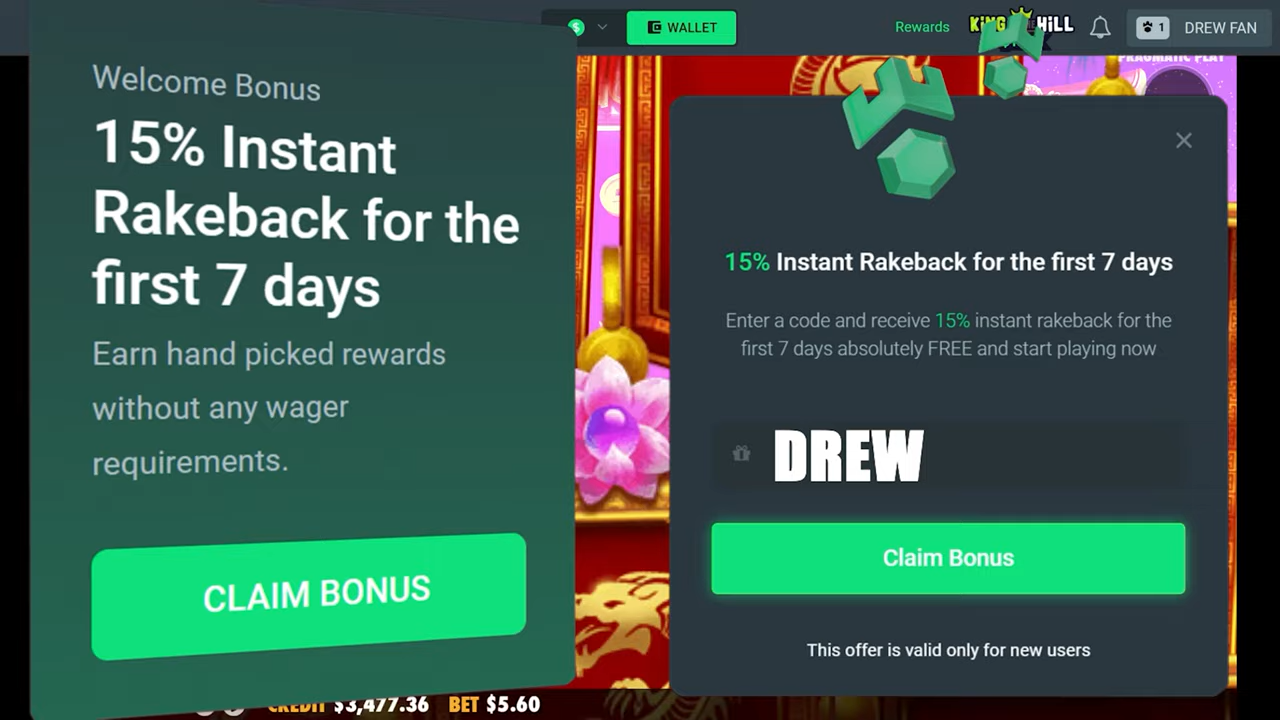 WALLET
Rewards
KING HILL
1
DREW FAN
PRAGMATIC PLAY
Welcome Bonus
15% Instant
Rakeback for the
first 7 days
Earn hand picked rewards
without any wager
requirements.
CLAIM BONUS
15% Instant Rakeback for the first 7 days
Enter a code and receive 15% instant rakeback for the
first 7 days absolutely FREE and start playing now
DREW
Claim Bonus
This offer is valid only for new users
CREDIT $3,477.36 BET $5.60